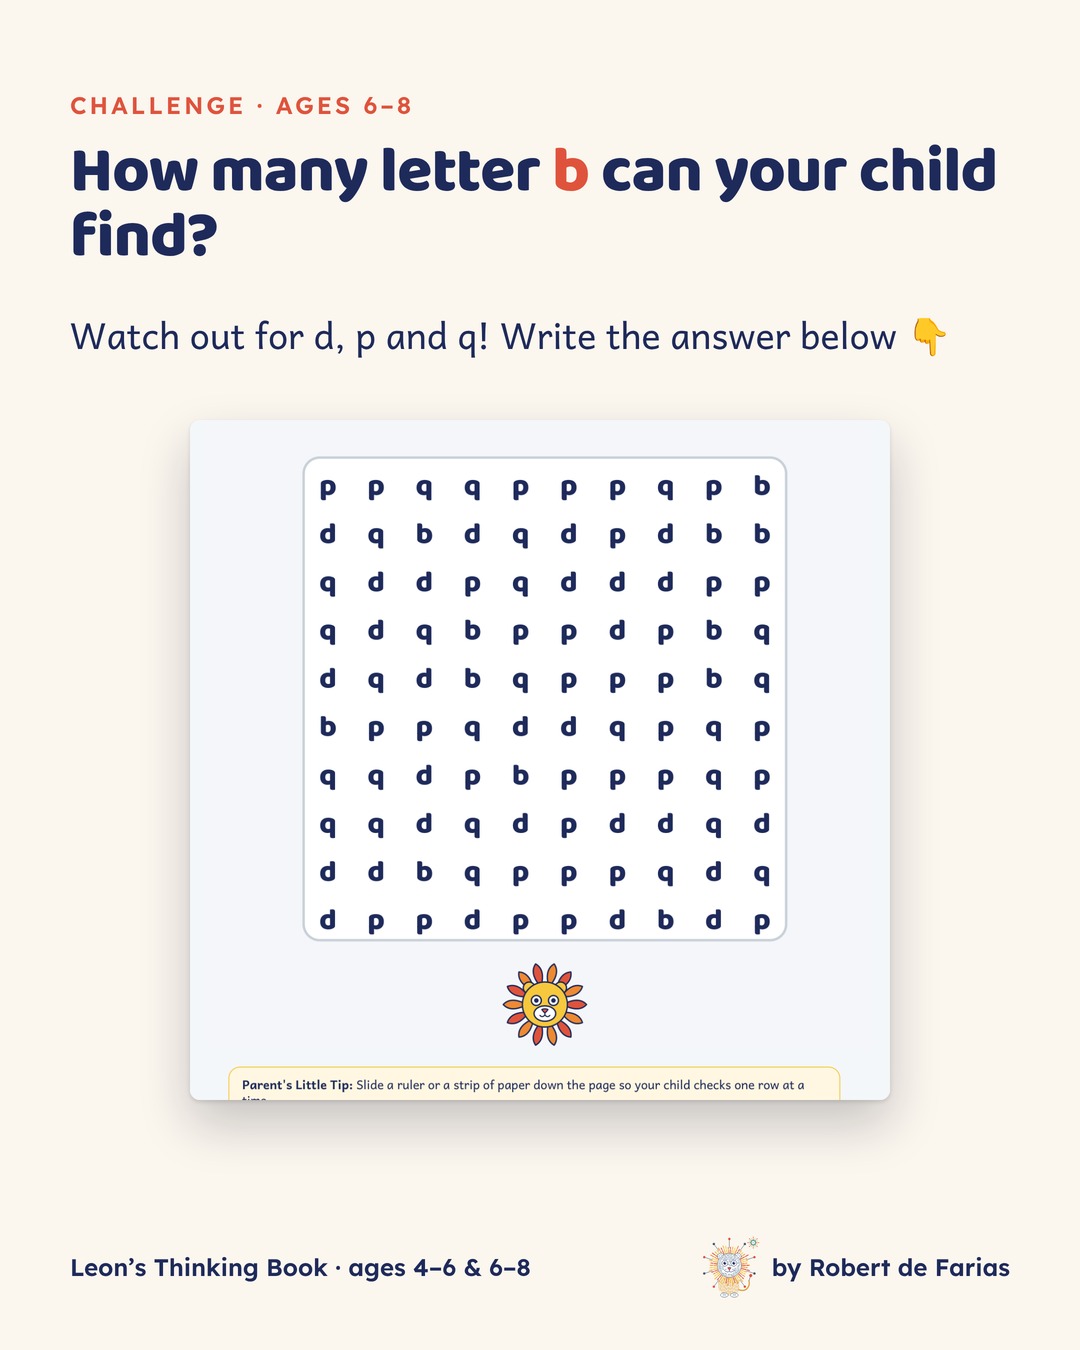 CHALLENGE · AGES 6–8
How many letter b can your child
find?
Watch out for d, p and q! Write the answer below 👇
p p q q p p p q p b
d q b d q d p d b b
q d d p q d d d p p
q d q b p p d p b q
d q d b q p p p b q
b p p q d d q p q p
q q d p b p p p q p
q q d q d p d d q d
d d b q p p p q d q
d p p d p p d b d p
Parent's Little Tip: Slide a ruler or a strip of paper down the page so your child checks one row at a
Leon’s Thinking Book · ages 4–6 & 6–8
by Robert de Farias